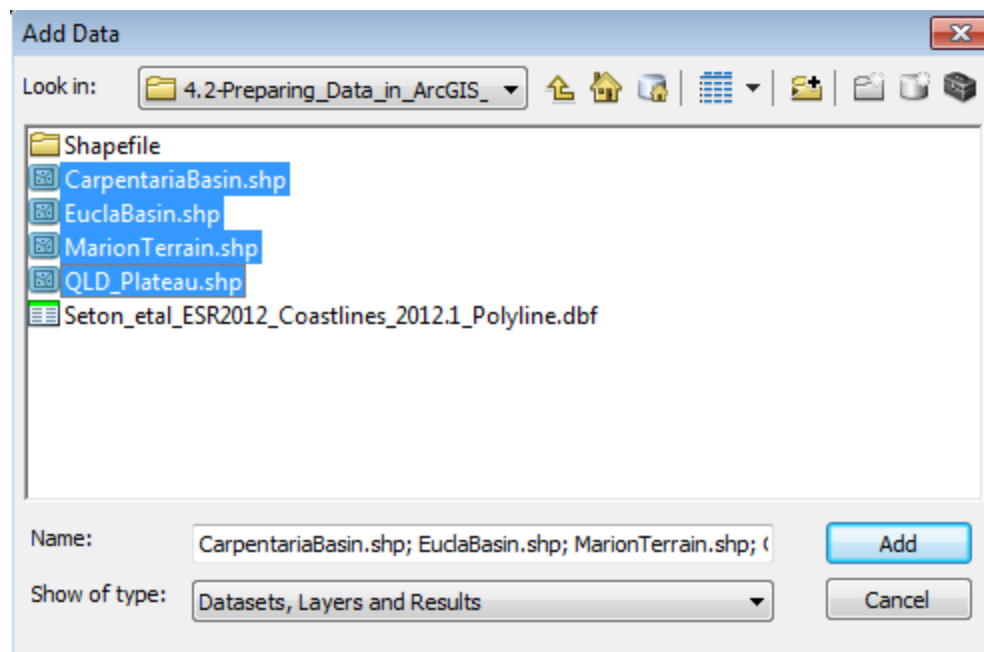 Add Data
Look in: 4.2-Preparing_Data_in_ArcGIS_
Shapefile
CarpentariaBasin.shp
EuclaBasin.shp
MarionTerrain.shp
QLD_Plateau.shp
Seton_etal_ESR2012_Coastlines_2012.1_Polyline.dbf
Name: CarpentariaBasin.shp; EuclaBasin.shp; MarionTerrain.shp; Add
Show of type: Datasets, Layers and Results Cancel